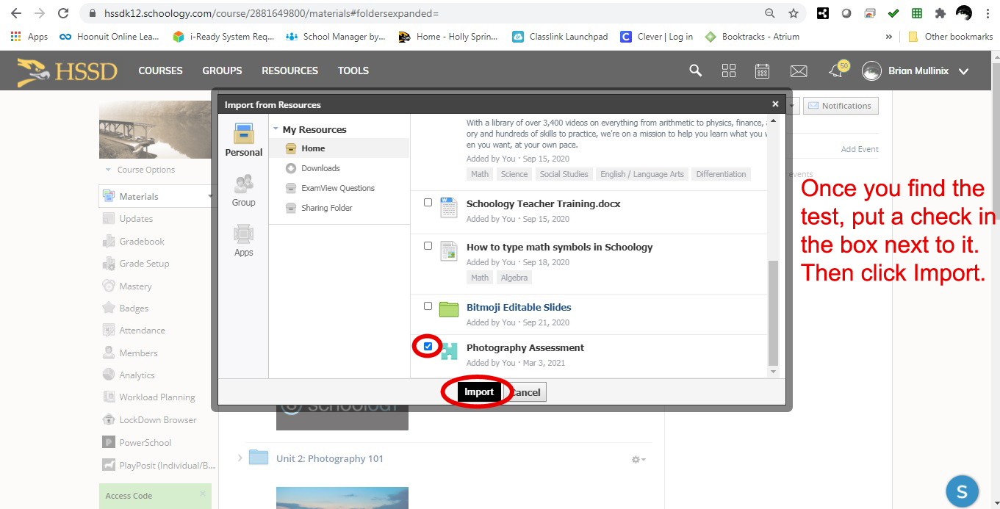 hssdk12.schoology.com/course/2881649800/materials#foldersexpanded=
Apps
Hoonuit Online Lea...
i-Ready System Req...
School Manager by...
Home - Holly Sprin...
Classlink Launchpad
C Clever | Log in
Booktracks - Atrium
»
Other bookmarks
HSSD
COURSES
GROUPS
RESOURCES
TOOLS
50
Brian Mullinix
Import from Resources
×
Notifications
Add Event
events
Course Options
Materials
Updates
Gradebook
Grade Setup
Mastery
Badges
Attendance
Members
Analytics
Workload Planning
LockDown Browser
P PowerSchool
PlayPosit (Individual/B...
Access Code
×
Personal
Group
Apps
My Resources
Home
Downloads
ExamView Questions
Sharing Folder
With a library of over 3,400 videos on everything from arithmetic to physics, finance,
ory and hundreds of skills to practice, we're on a mission to help you learn what you
en you want, at your own pace.
Added by You · Sep 15, 2020
Math Science Social Studies English / Language Arts Differentiation
Schoology Teacher Training.docx
Added by You · Sep 15, 2020
How to type math symbols in Schoology
Added by You · Sep 18, 2020
Math Algebra
Bitmoji Editable Slides
Added by You · Sep 21, 2020
Photography Assessment
Added by You · Mar 3, 2021
Import
Cancel
Once you find the
test, put a check in
the box next to it.
Then click Import.
schoology
Unit 2: Photography 101
S